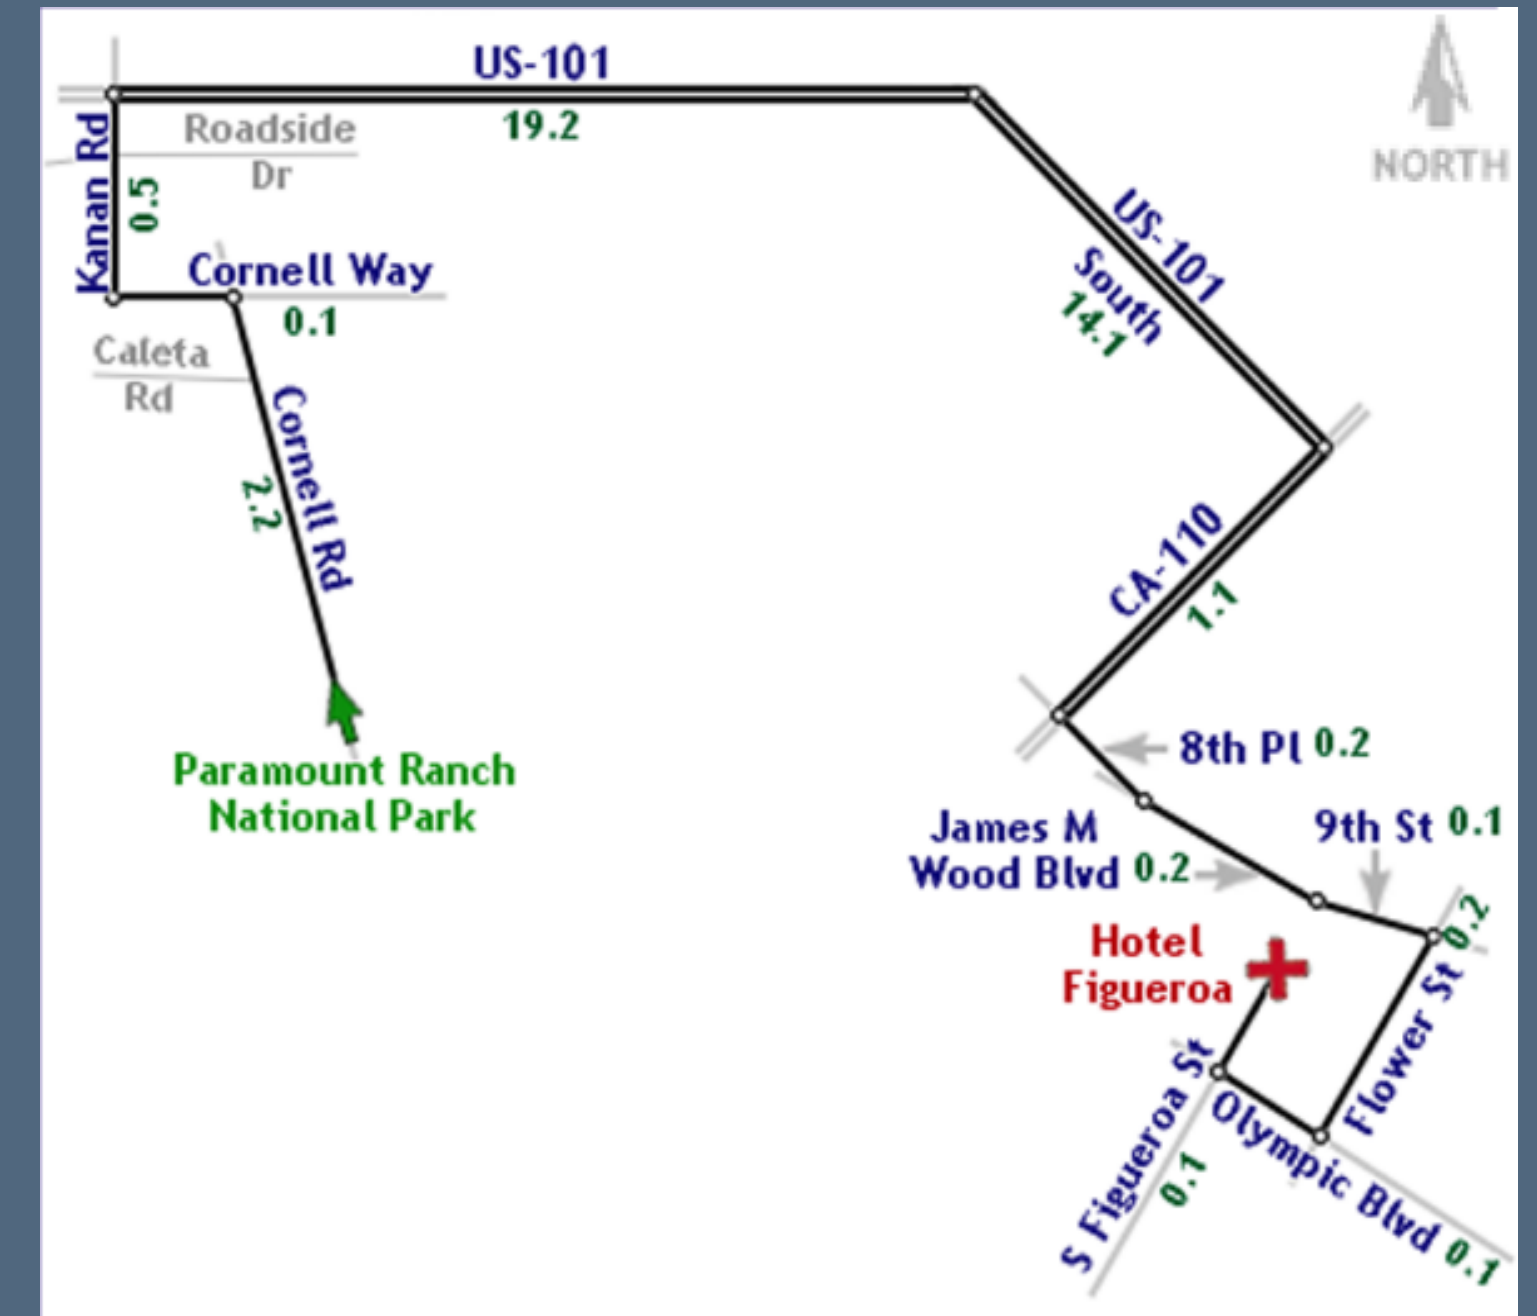 US-101
19.2
NORTH
Kanan Rd
0.5
Roadside
Dr
Cornell Way
0.1
Caleta
Rd
Cornell Rd
2.2
Paramount Ranch
National Park
US-101
South
14.1
CA-110
1.1
8th Pl 0.2
James M
Wood Blvd 0.2
9th St 0.1
Hotel
Figueroa
Flower St 0.2
S Figueroa St
0.1
Olympic Blvd 0.1